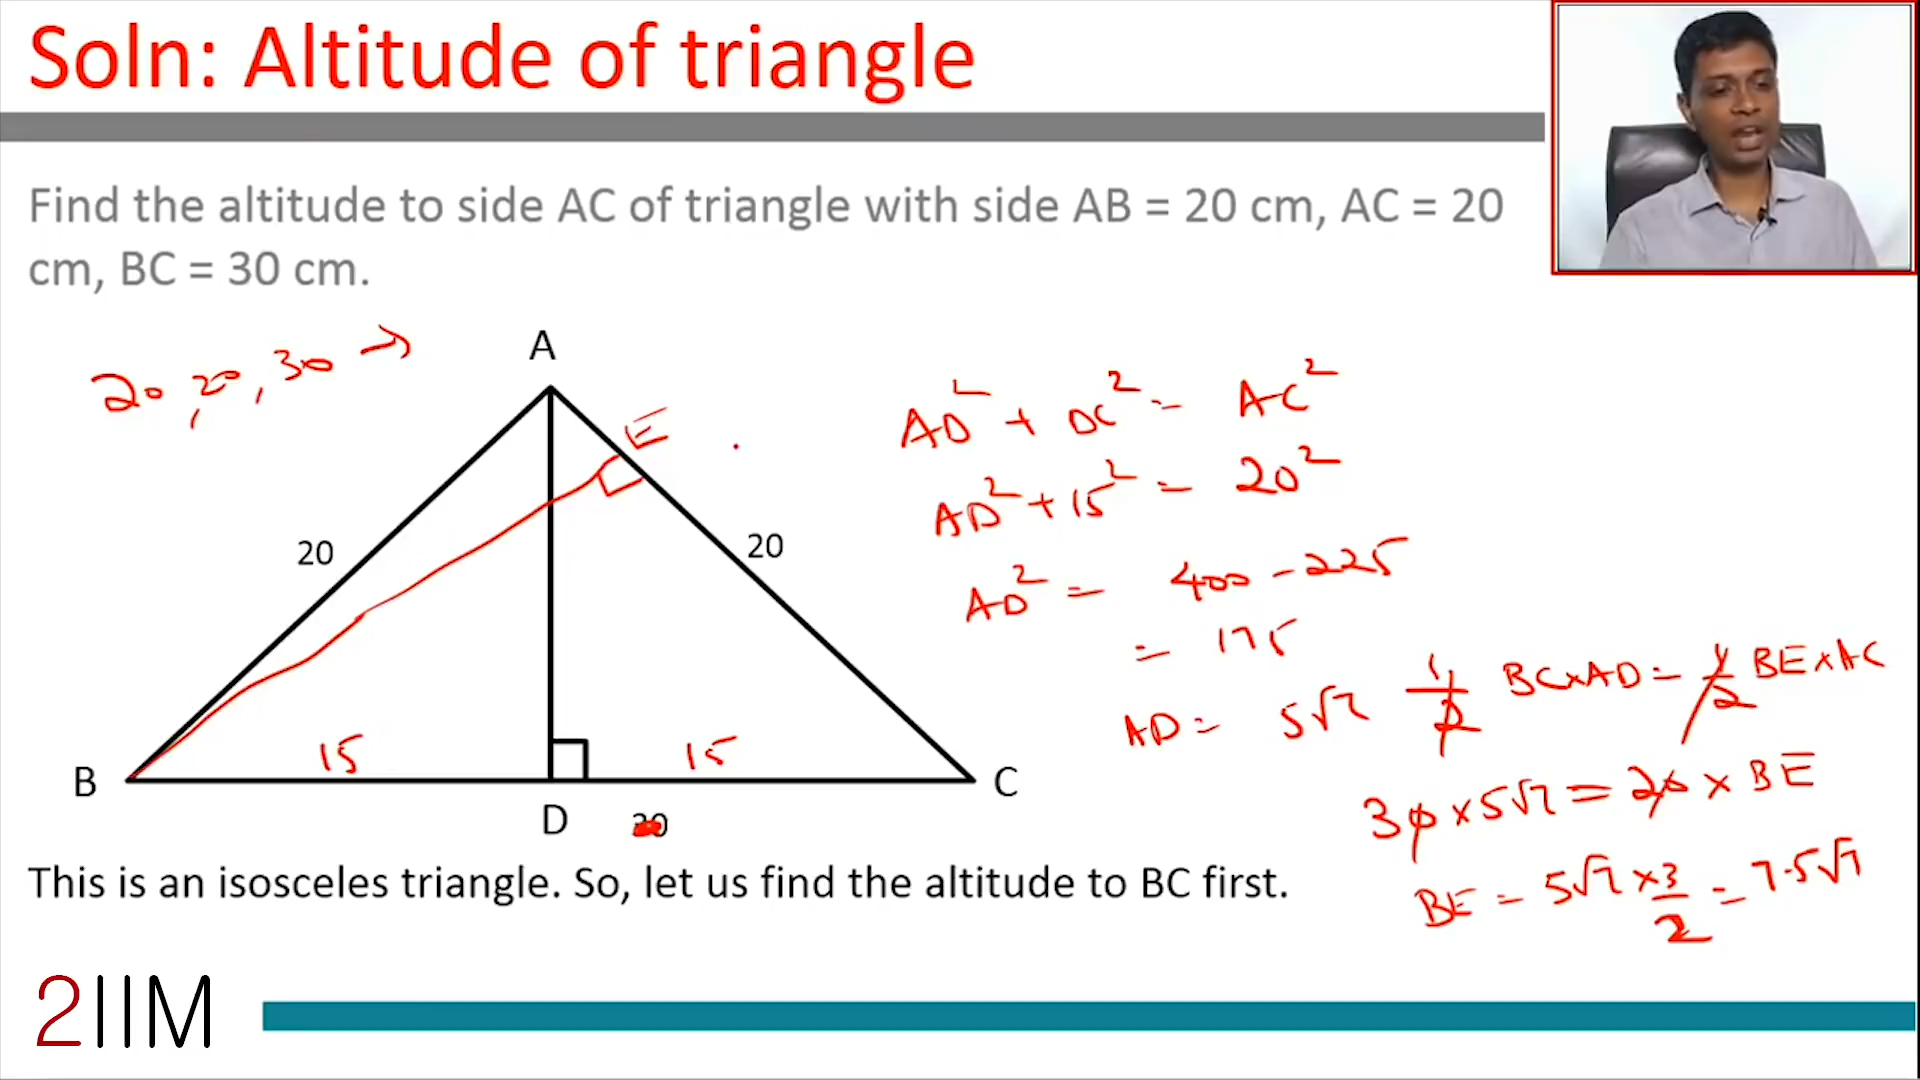 Soln: Altitude of triangle
Find the altitude to side AC of triangle with side AB = 20 cm, AC = 20
cm, BC = 30 cm.
20, 20, 30 →
A
E
20
20
15
15
B
C
D
AD² + DC² = AC²
AD² + 15² = 20²
AD² = 400 - 225
= 175
AD = 5√7
1/2 BC×AD = 1/2 BE×AC
30 × 5√7 = 20 × BE
BE = 5√7 × 3/2 = 7.5√7
This is an isosceles triangle. So, let us find the altitude to BC first.
2IIM